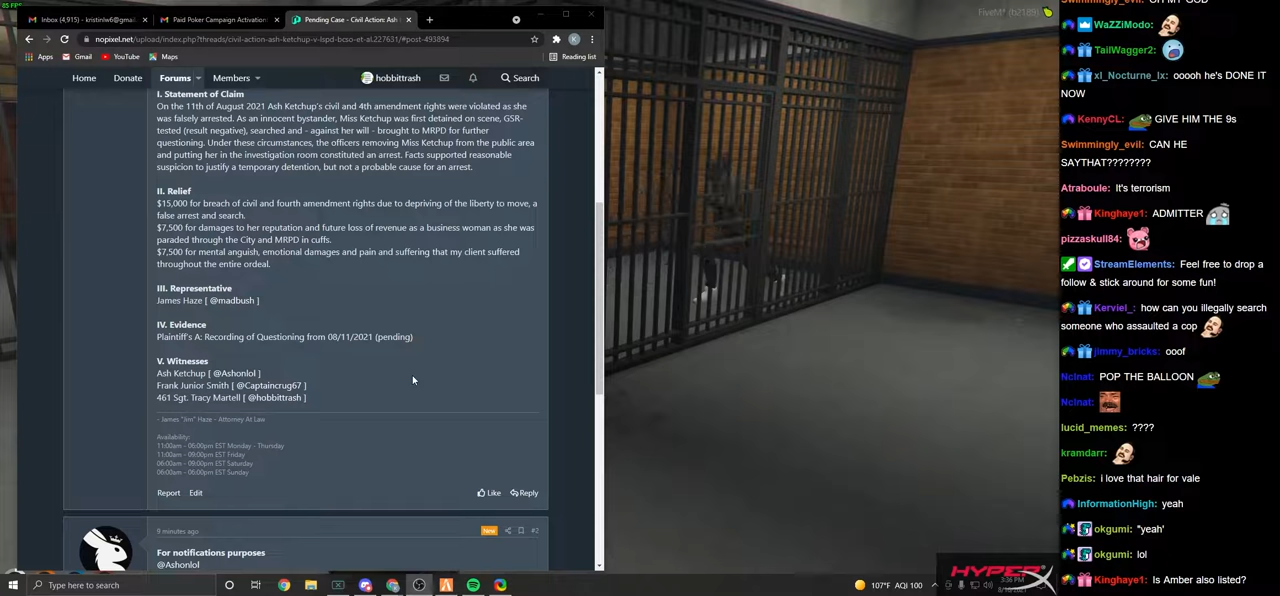 85 FPS
Inbox (4,915) - kristinlw6@gmai
Paid Poker Campaign Activation
Pending Case - Civil Action: Ash
nopixel.net/upload/index.php?threads/civil-action-ash-ketchup-v-lspd-bcso-et-al.227631/#post-493894
Apps
Gmail
YouTube
Maps
Reading list
Home
Donate
Forums
Members
hobbittrash
Search
I. Statement of Claim
On the 11th of August 2021 Ash Ketchup's civil and 4th amendment rights were violated as she
was falsely arrested. As an innocent bystander, Miss Ketchup was first detained on scene, GSR-
tested (result negative), searched and - against her will - brought to MRPD for further
questioning. Under these circumstances, the officers removing Miss Ketchup from the public area
and putting her in the investigation room constituted an arrest. Facts supported reasonable
suspicion to justify a temporary detention, but not a probable cause for an arrest.
II. Relief
$15,000 for breach of civil and fourth amendment rights due to depriving of the liberty to move, a
false arrest and search.
$7,500 for damages to her reputation and future loss of revenue as a business woman as she was
paraded through the City and MRPD in cuffs.
$7,500 for mental anguish, emotional damages and pain and suffering that my client suffered
throughout the entire ordeal.
III. Representative
James Haze [ @madbush ]
IV. Evidence
Plaintiff's A: Recording of Questioning from 08/11/2021 (pending)
V. Witnesses
Ash Ketchup [ @Ashonlol ]
Frank Junior Smith [ @Captaincrug67 ]
461 Sgt. Tracy Martell [ @hobbittrash ]
- James "Jim" Haze - Attorney At Law
Availability:
11:00am - 06:00pm EST Monday - Thursday
11:00am - 09:00pm EST Friday
06:00am - 09:00pm EST Saturday
06:00am - 06:00pm EST Sunday
Report
Edit
Like
Reply
9 minutes ago
New
#2
For notifications purposes
@Ashonlol
Type here to search
107°F AQI 100
3:36 PM
HYPERX
FiveM® (b2189)
WaZZiModo:
TailWagger2:
xl_Nocturne_lx: ooooh he's DONE IT
NOW
KennyCL: GIVE HIM THE 9s
Swimmingly_evil: CAN HE
SAYTHAT????????
Atraboule: It's terrorism
Kinghaye1: ADMITTER
pizzaskull84:
StreamElements: Feel free to drop a
follow & stick around for some fun!
Kerviel_: how can you illegally search
someone who assaulted a cop
jimmy_bricks: ooof
NcInat: POP THE BALLOON
NcInat:
lucid_memes: ????
kramdarr:
Pebzis: i love that hair for vale
InformationHigh: yeah
okgumi: "yeah"
okgumi: lol
Kinghaye1: Is Amber also listed?